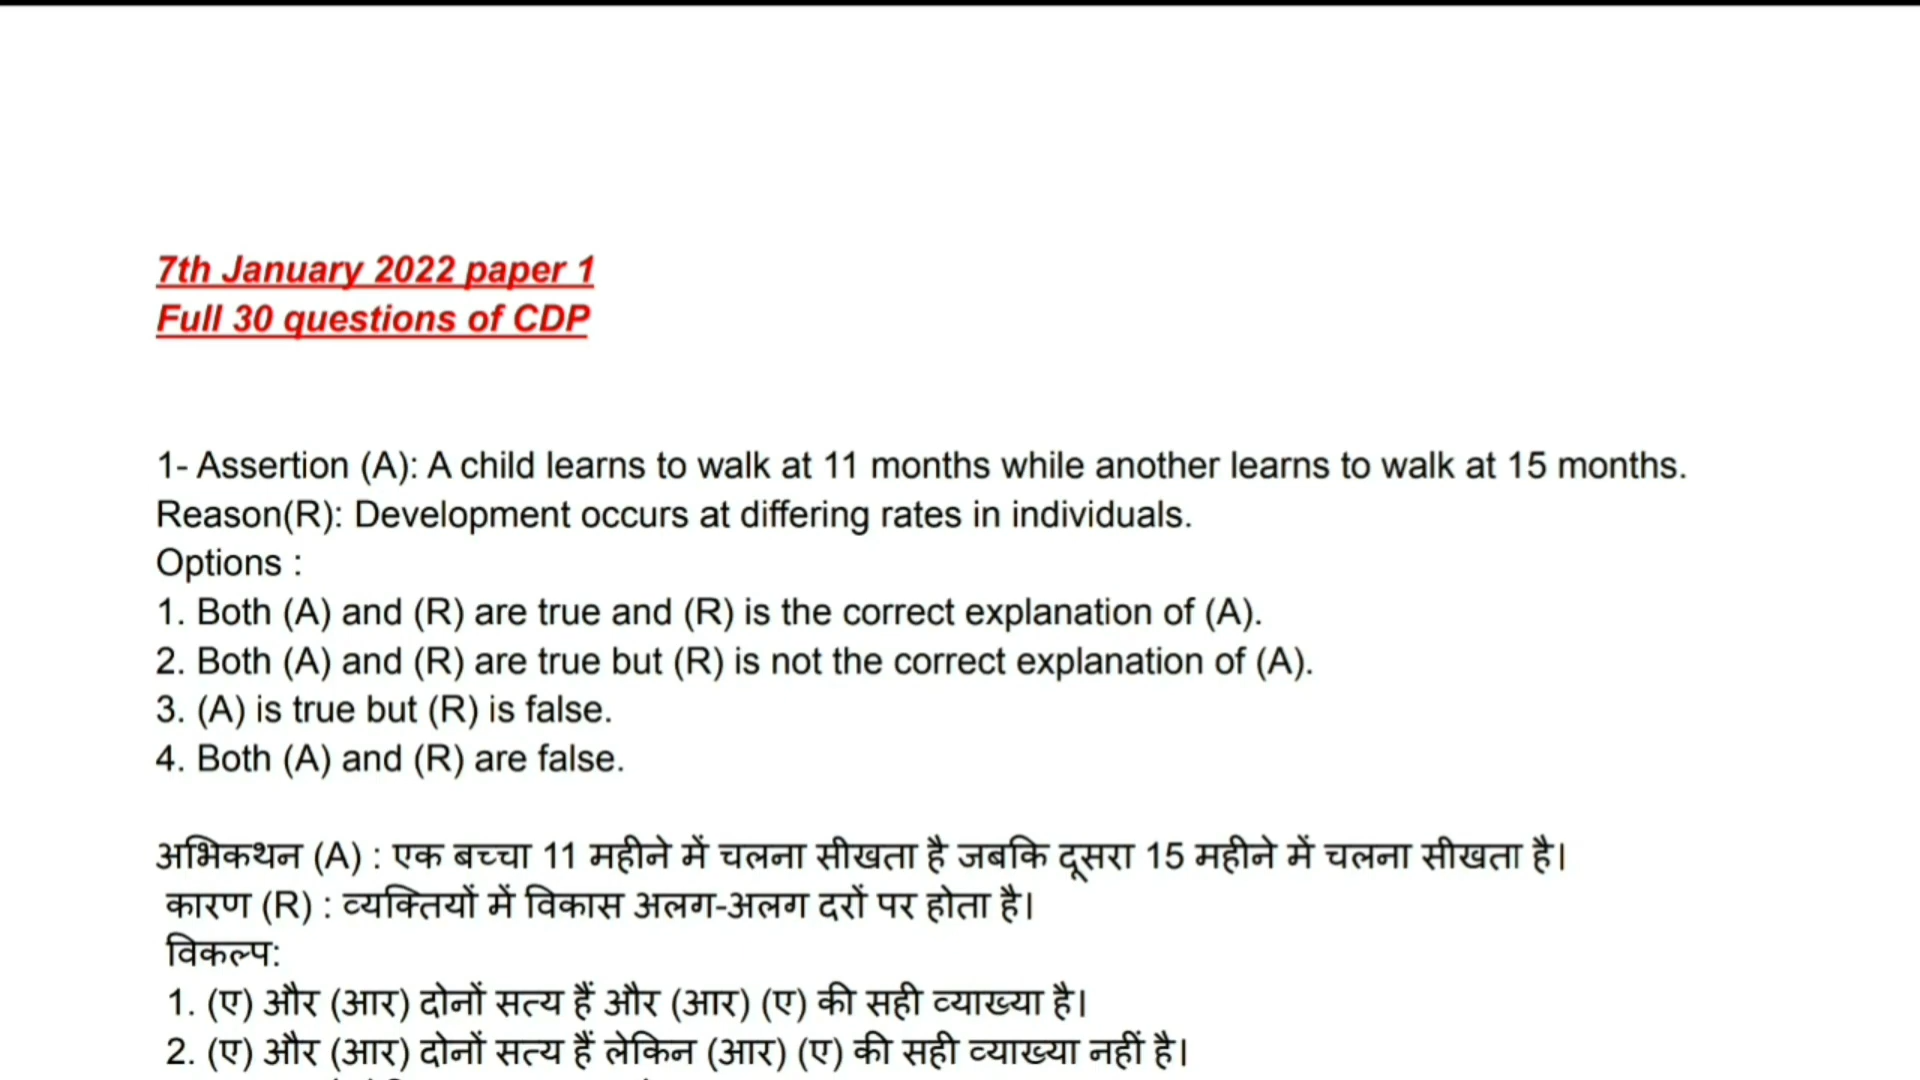 7th January 2022 paper 1
Full 30 questions of CDP
1- Assertion (A): A child learns to walk at 11 months while another learns to walk at 15 months.
Reason(R): Development occurs at differing rates in individuals.
Options :
1. Both (A) and (R) are true and (R) is the correct explanation of (A).
2. Both (A) and (R) are true but (R) is not the correct explanation of (A).
3. (A) is true but (R) is false.
4. Both (A) and (R) are false.
अभिकथन (A) : एक बच्चा 11 महीने में चलना सीखता है जबकि दूसरा 15 महीने में चलना सीखता है।
कारण (R) : व्यक्तियों में विकास अलग-अलग दरों पर होता है।
विकल्प:
1. (ए) और (आर) दोनों सत्य हैं और (आर) (ए) की सही व्याख्या है।
2. (ए) और (आर) दोनों सत्य हैं लेकिन (आर) (ए) की सही व्याख्या नहीं है।